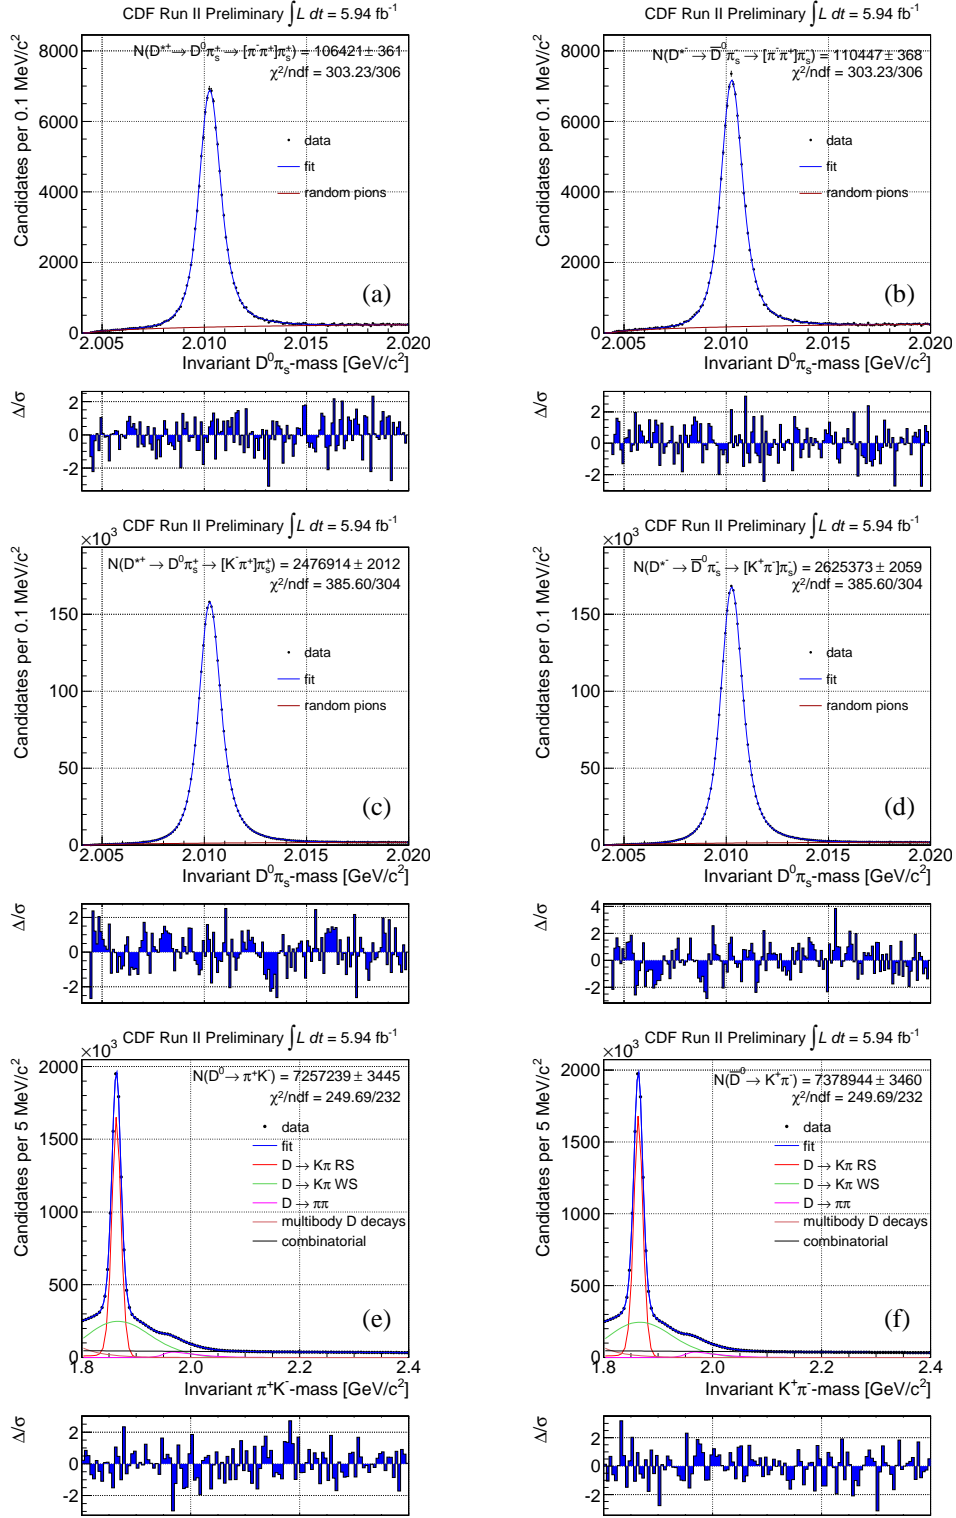 CDF Run II Preliminary ∫L dt = 5.94 fb⁻¹
N(D*⁺→ D⁰π⁺ₛ→ [π⁻π⁺]π⁺ₛ) = 106421 ± 361
χ²/ndf = 303.23/306
Candidates per 0.1 MeV/c²
8000
6000
4000
2000
0
data
fit
random pions
(a)
2.005 2.010 2.015 2.020
Invariant D⁰πₛ-mass [GeV/c²]
Δ/σ
2
0
-2
CDF Run II Preliminary ∫L dt = 5.94 fb⁻¹
N(D*⁻→ D̅⁰π⁻ₛ→ [π⁻π⁺]π⁻ₛ) = 110447 ± 368
χ²/ndf = 303.23/306
Candidates per 0.1 MeV/c²
8000
6000
4000
2000
0
data
fit
random pions
(b)
2.005 2.010 2.015 2.020
Invariant D⁰πₛ-mass [GeV/c²]
Δ/σ
2
0
-2
CDF Run II Preliminary ∫L dt = 5.94 fb⁻¹
×10³
N(D*⁺→ D⁰π⁺ₛ→ [K⁻π⁺]π⁺ₛ) = 2476914 ± 2012
χ²/ndf = 385.60/304
Candidates per 0.1 MeV/c²
150
100
50
0
data
fit
random pions
(c)
2.005 2.010 2.015 2.020
Invariant D⁰πₛ-mass [GeV/c²]
Δ/σ
2
0
-2
CDF Run II Preliminary ∫L dt = 5.94 fb⁻¹
×10³
N(D*⁻→ D̅⁰π⁻ₛ→ [K⁺π⁻]π⁻ₛ) = 2625373 ± 2059
χ²/ndf = 385.60/304
Candidates per 0.1 MeV/c²
150
100
50
0
data
fit
random pions
(d)
2.005 2.010 2.015 2.020
Invariant D⁰πₛ-mass [GeV/c²]
Δ/σ
4
2
0
-2
CDF Run II Preliminary ∫L dt = 5.94 fb⁻¹
×10³
N(D⁰→ π⁺K⁻) = 7257239 ± 3445
χ²/ndf = 249.69/232
Candidates per 5 MeV/c²
2000
1500
1000
500
0
data
fit
D → Kπ RS
D → Kπ WS
D → ππ
multibody D decays
combinatorial
(e)
1.8 2.0 2.2 2.4
Invariant π⁺K⁻-mass [GeV/c²]
Δ/σ
2
0
-2
CDF Run II Preliminary ∫L dt = 5.94 fb⁻¹
×10³
N(D̅⁰→ K⁺π⁻) = 7378944 ± 3460
χ²/ndf = 249.69/232
Candidates per 5 MeV/c²
2000
1500
1000
500
0
data
fit
D → Kπ RS
D → Kπ WS
D → ππ
multibody D decays
combinatorial
(f)
1.8 2.0 2.2 2.4
Invariant K⁺π⁻-mass [GeV/c²]
Δ/σ
2
0
-2